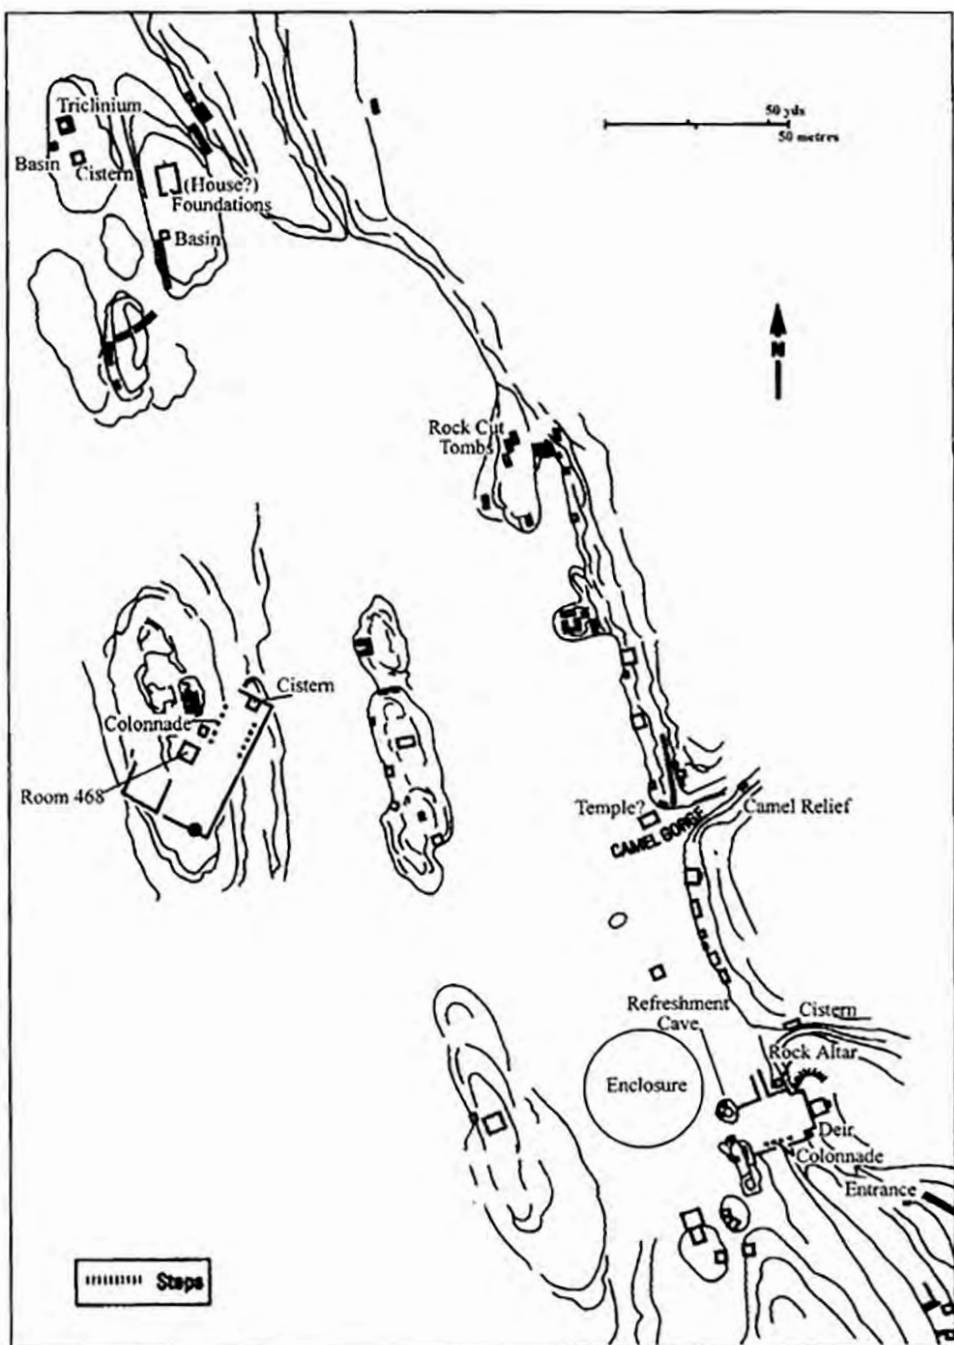 50 yds
50 metres
Triclinium
Basin
Cistern
(House?)
Foundations
Basin
N
Rock Cut
Tombs
Cistern
Colonnade
Room 468
Temple?
Camel Relief
CAMEL GORGE
Refreshment
Cave
Cistern
Rock Altar
Enclosure
Deir
Colonnade
Entrance
Steps